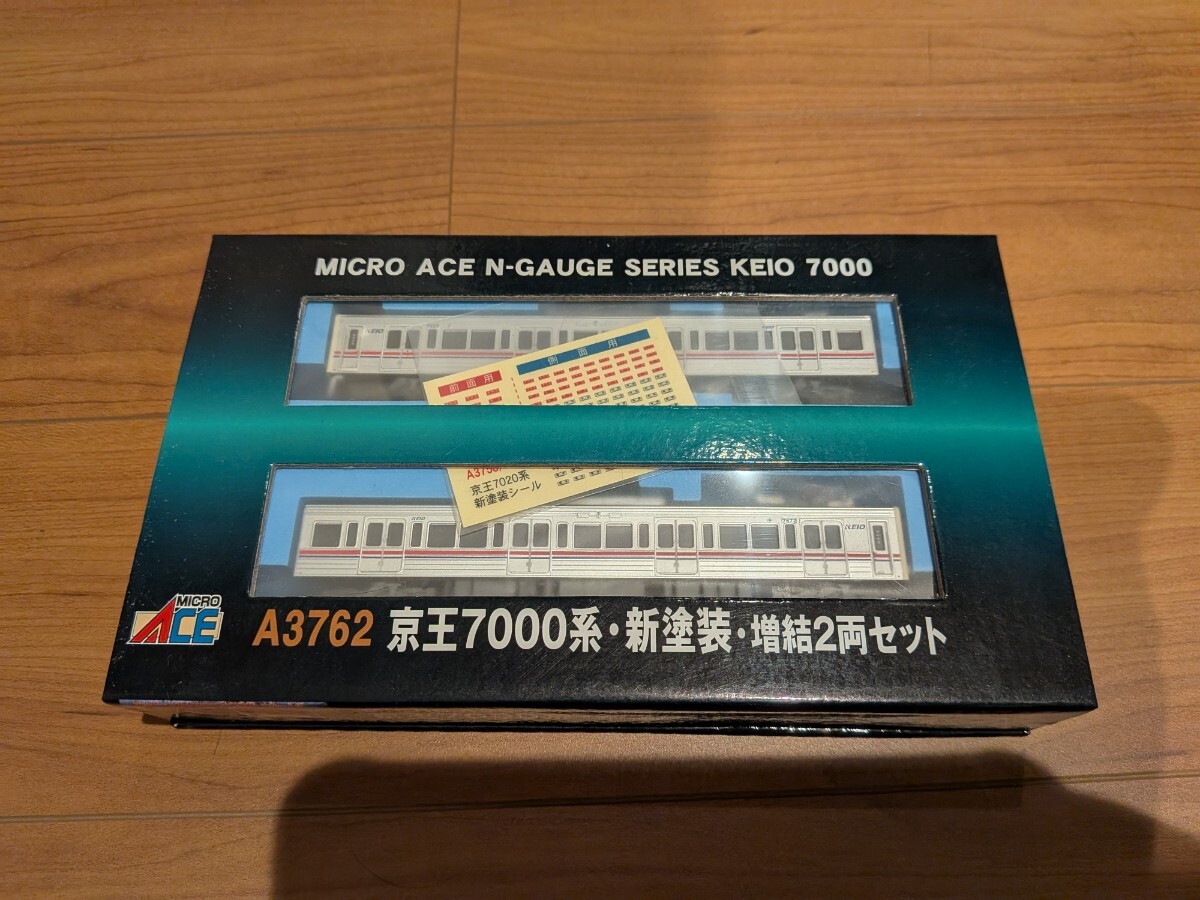 MICRO ACE N-GAUGE SERIES KEIO 7000
KEIO
前面用
側面用
京王7020系
新塗装シール
KEIO
KEIO
MICRO
ACE
A3762 京王7000系・新塗装・増結2両セット